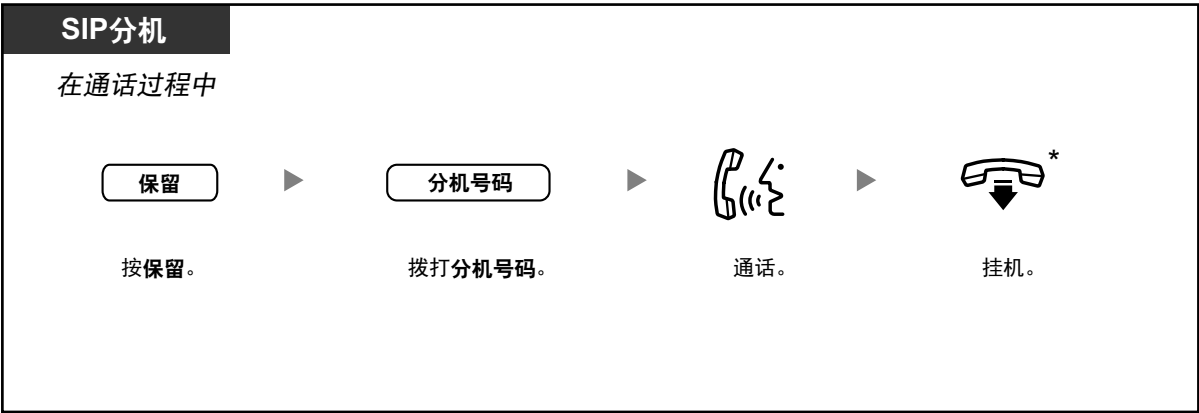 SIP分机
在通话过程中
保留
分机号码
*
按保留。
拨打分机号码。
通话。
挂机。